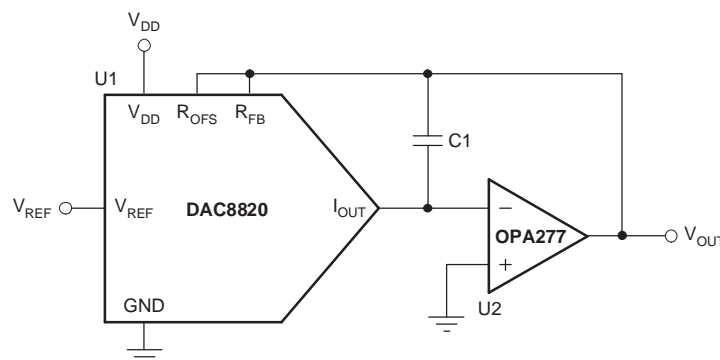 V_DD
U1
V_DD R_OFS R_FB
C1
V_REF V_REF DAC8820 I_OUT
−
OPA277
V_OUT
+
GND
U2